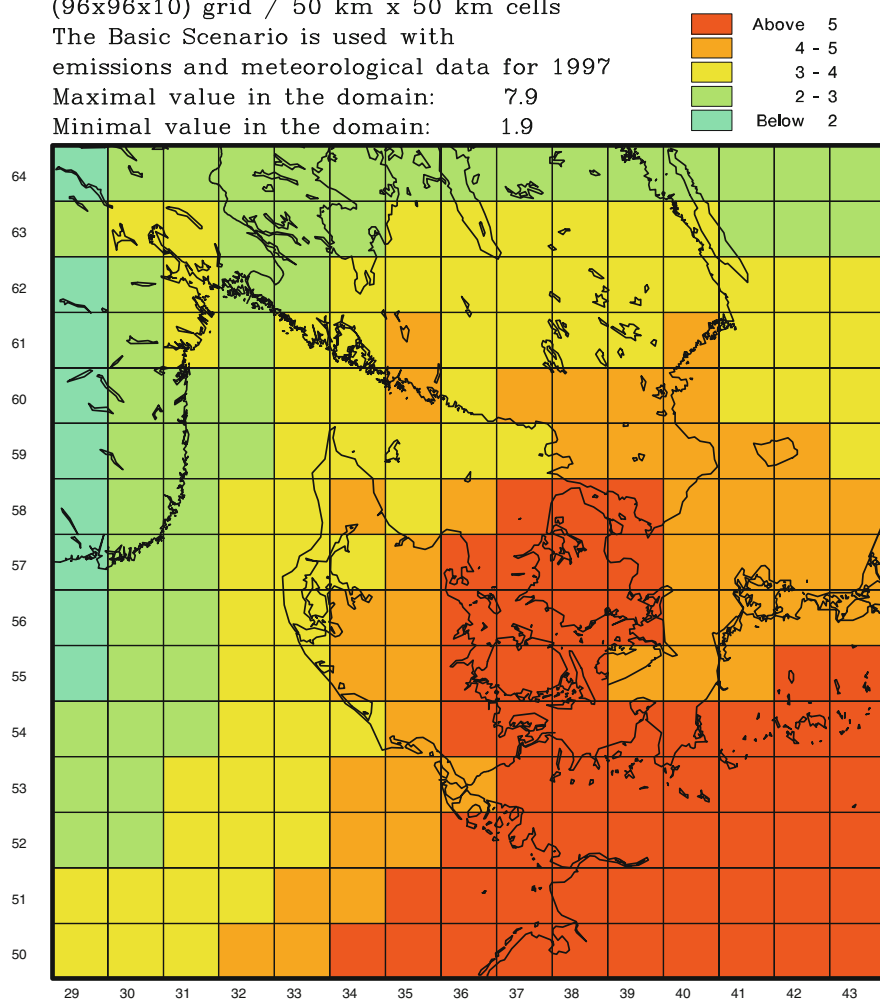 (96x96x10) grid / 50 km x 50 km cells
The Basic Scenario is used with
emissions and meteorological data for 1997
Maximal value in the domain: 7.9
Minimal value in the domain: 1.9
Above 5
4 - 5
3 - 4
2 - 3
Below 2
64
63
62
61
60
59
58
57
56
55
54
53
52
51
50
29 30 31 32 33 34 35 36 37 38 39 40 41 42 43